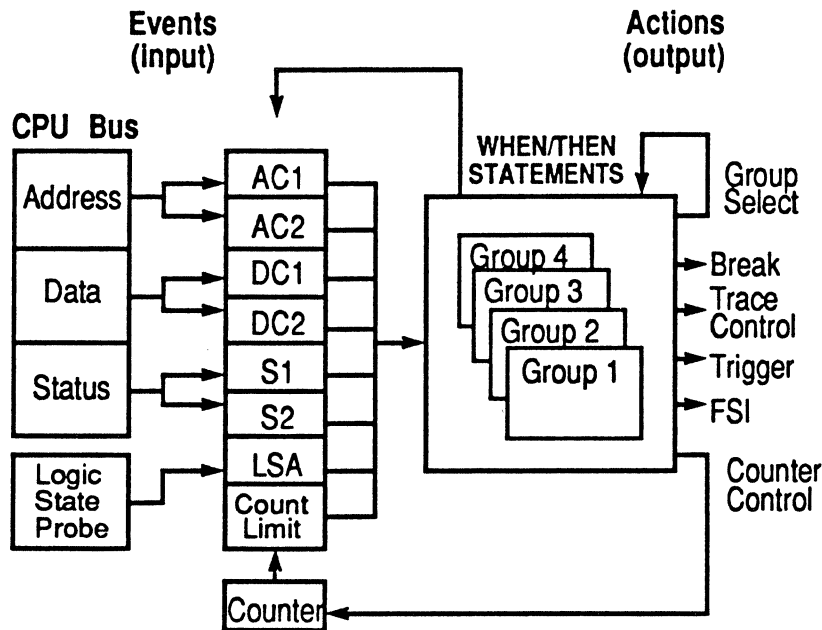 Events
(input)
Actions
(output)
CPU Bus
Address
Data
Status
Logic
State
Probe
AC1
AC2
DC1
DC2
S1
S2
LSA
Count
Limit
Counter
WHEN/THEN
STATEMENTS
Group 4
Group 3
Group 2
Group 1
Group
Select
Break
Trace
Control
Trigger
FSI
Counter
Control